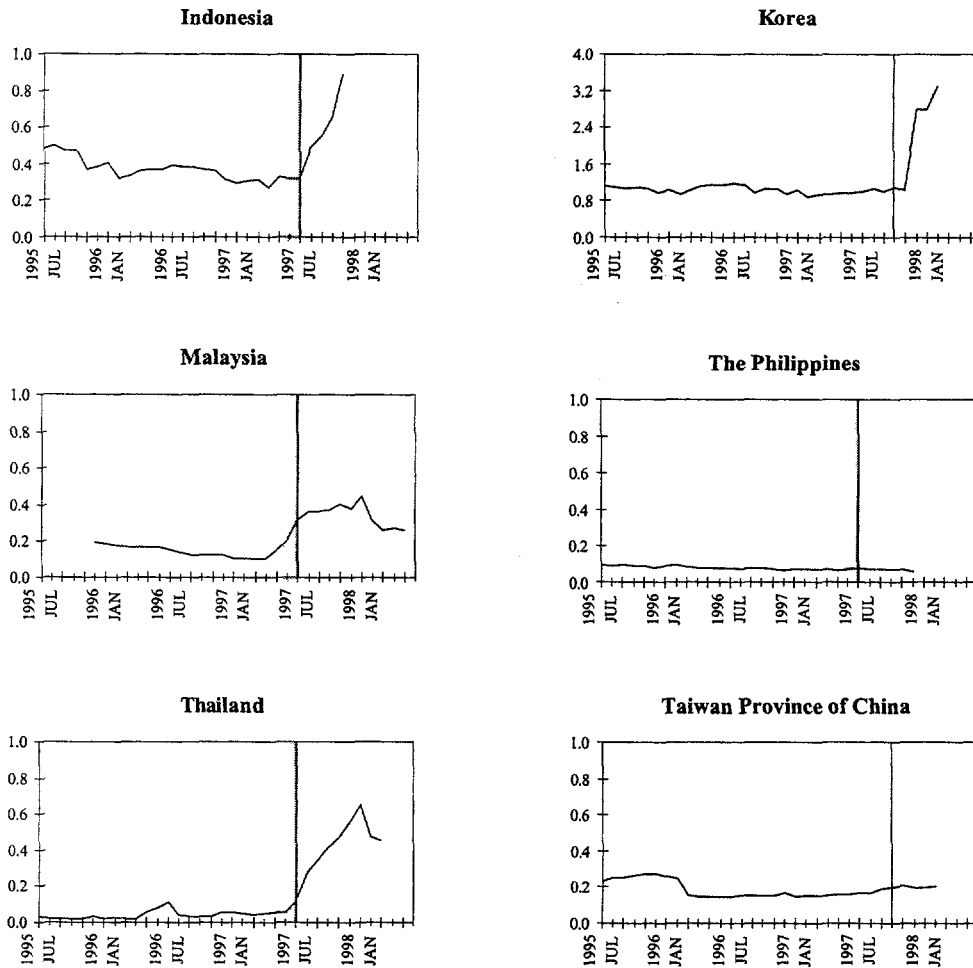 Indonesia
1.0
0.8
0.6
0.4
0.2
0.0
1995
JUL
1996
JAN
1996
JUL
1997
JAN
1997
JUL
1998
JAN
Korea
4.0
3.2
2.4
1.6
0.8
0.0
1995
JUL
1996
JAN
1996
JUL
1997
JAN
1997
JUL
1998
JAN
Malaysia
1.0
0.8
0.6
0.4
0.2
0.0
1995
JUL
1996
JAN
1996
JUL
1997
JAN
1997
JUL
1998
JAN
The Philippines
1.0
0.8
0.6
0.4
0.2
0.0
1995
JUL
1996
JAN
1996
JUL
1997
JAN
1997
JUL
1998
JAN
Thailand
1.0
0.8
0.6
0.4
0.2
0.0
1995
JUL
1996
JAN
1996
JUL
1997
JAN
1997
JUL
1998
JAN
Taiwan Province of China
1.0
0.8
0.6
0.4
0.2
0.0
1995
JUL
1996
JAN
1996
JUL
1997
JAN
1997
JUL
1998
JAN